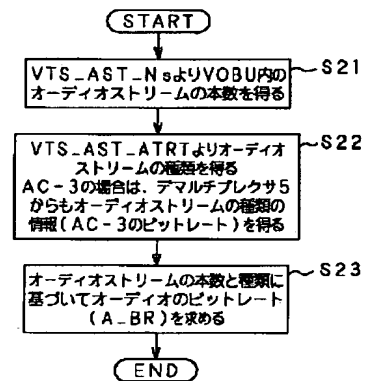 START
VTS_AST_NsよりVOBU内の
オーディオストリームの本数を得る
S21
VTS_AST_ATRTよりオーディオ
ストリームの種類を得る
AC-3の場合は、デマルチプレクサ5
からもオーディオストリームの種類の
情報(AC-3のビットレート)を得る
S22
オーディオストリームの本数と種類に
基づいてオーディオのビットレート
(A_BR)を求める
S23
END